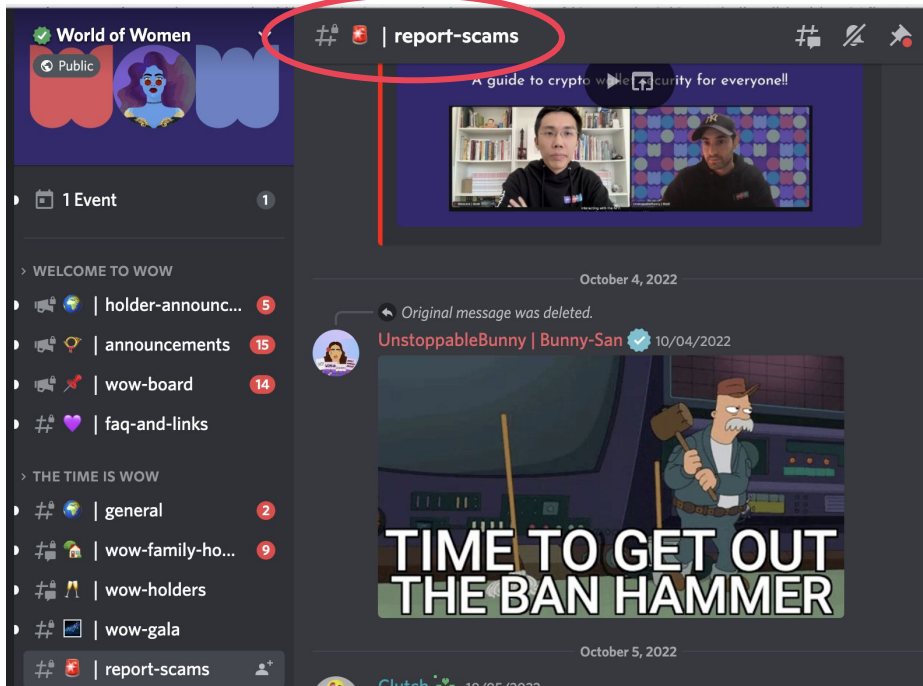 World of Women
Public
1 Event
1
WELCOME TO WOW
| holder-announc...
5
| announcements
15
| wow-board
14
| faq-and-links
THE TIME IS WOW
| general
2
| wow-family-ho...
9
| wow-holders
| wow-gala
| report-scams
| report-scams
A guide to crypto wallet security for everyone!!
October 4, 2022
Original message was deleted.
UnstoppableBunny | Bunny-San 10/04/2022
TIME TO GET OUT
THE BAN HAMMER
October 5, 2022
Clutch 10/05/2022